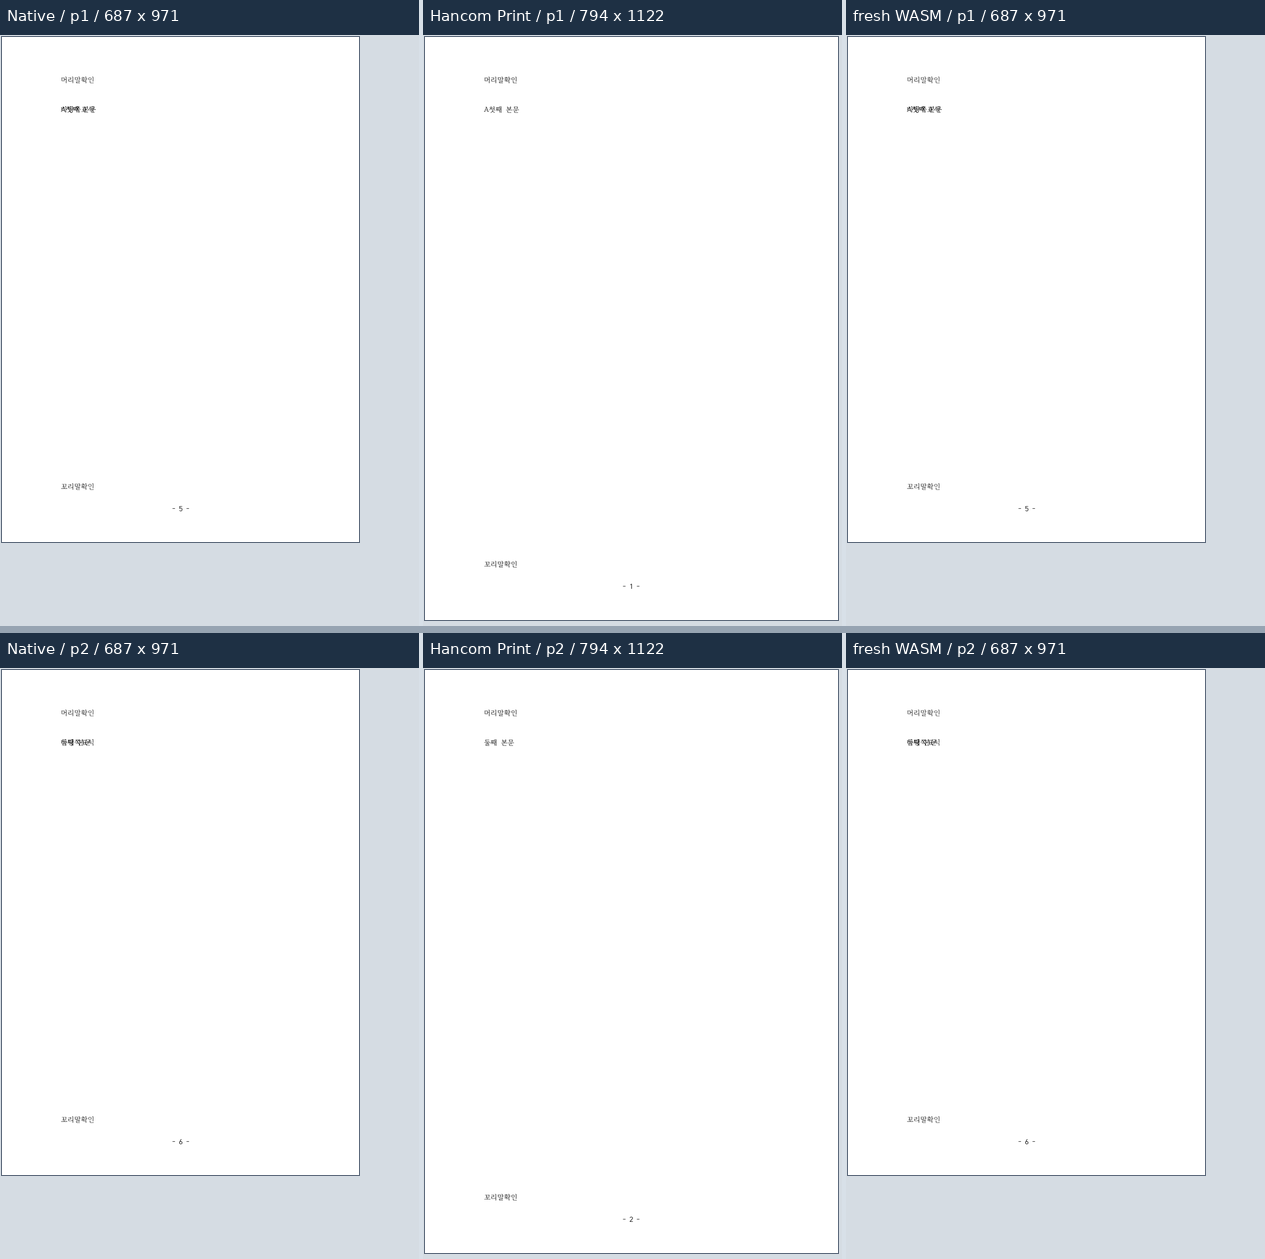 Native / p1 / 687 x 971
머리말확인
꼬리말확인
- 5 -
Hancom Print / p1 / 794 x 1122
머리말확인
A첫째 본문
꼬리말확인
- 1 -
fresh WASM / p1 / 687 x 971
머리말확인
꼬리말확인
- 5 -
Native / p2 / 687 x 971
머리말확인
꼬리말확인
- 6 -
Hancom Print / p2 / 794 x 1122
머리말확인
둘째 본문
꼬리말확인
- 2 -
fresh WASM / p2 / 687 x 971
머리말확인
꼬리말확인
- 6 -